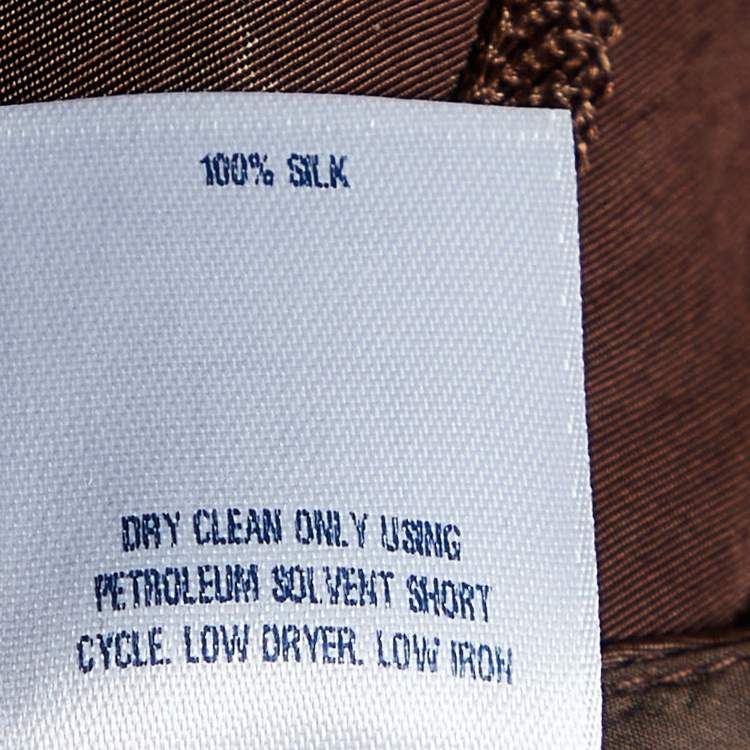 100% SILK
DRY CLEAN ONLY USING
PETROLEUM SOLVENT SHORT
CYCLE. LOW DRYER. LOW IRON